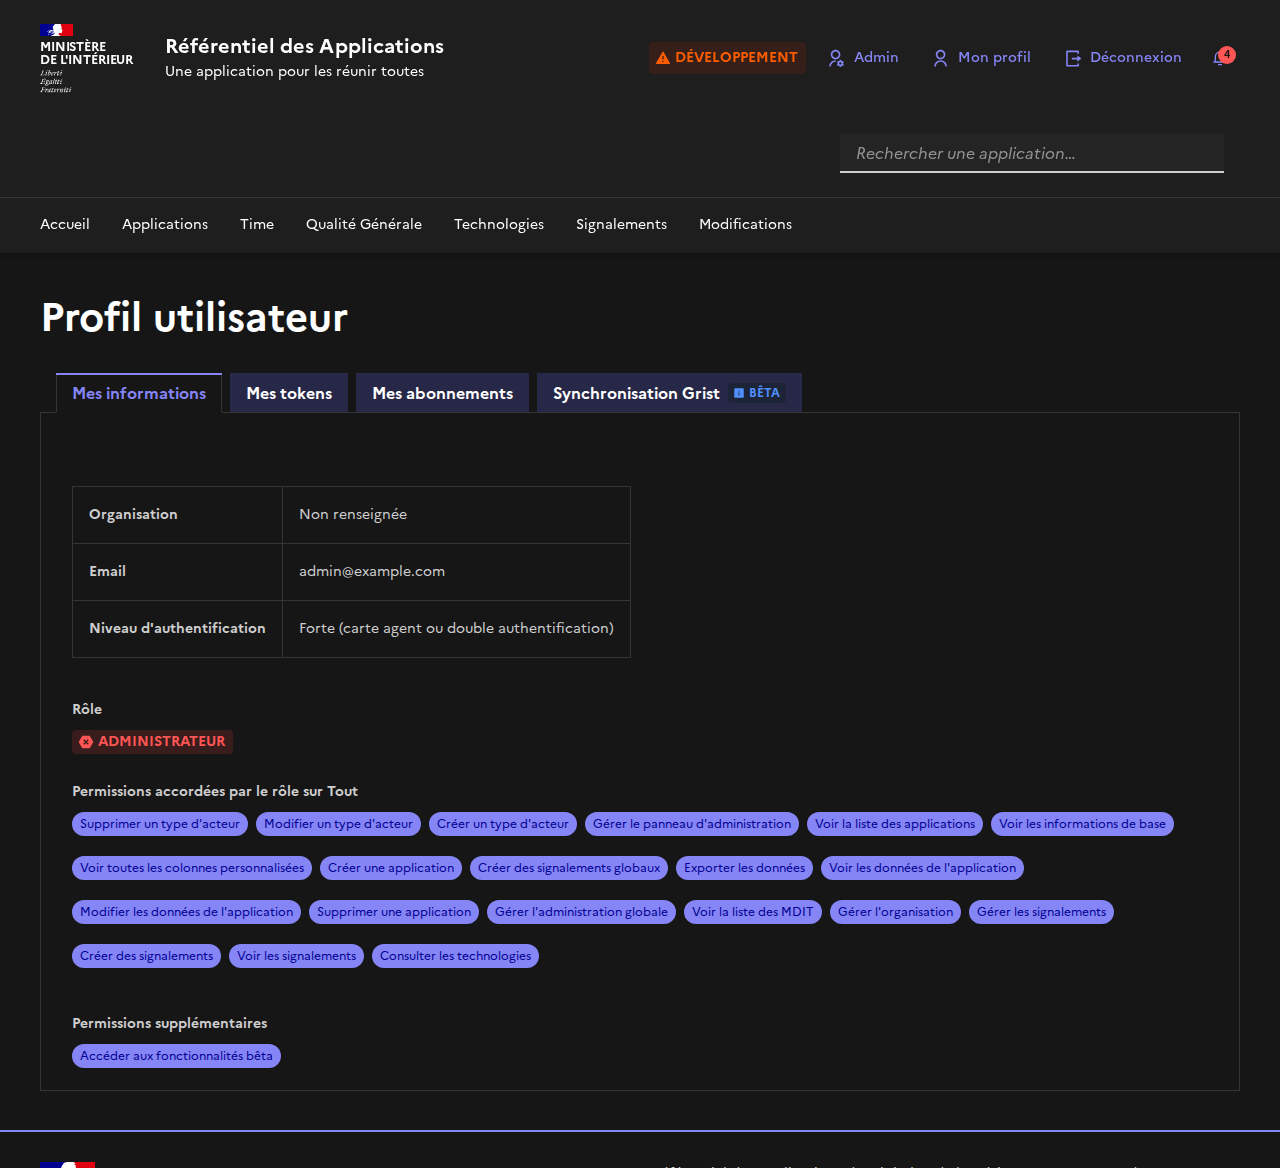 MINISTÈRE
DE L'INTÉRIEUR
Liberté
Égalité
Fraternité
Référentiel des Applications
Une application pour les réunir toutes
DÉVELOPPEMENT
Admin
Mon profil
Déconnexion
4
Rechercher une application…
Accueil
Applications
Time
Qualité Générale
Technologies
Signalements
Modifications
Profil utilisateur
Mes informations
Mes tokens
Mes abonnements
Synchronisation Grist
BÊTA
Organisation
Non renseignée
Email
admin@example.com
Niveau d'authentification
Forte (carte agent ou double authentification)
Rôle
ADMINISTRATEUR
Permissions accordées par le rôle sur Tout
Supprimer un type d'acteur
Modifier un type d'acteur
Créer un type d'acteur
Gérer le panneau d'administration
Voir la liste des applications
Voir les informations de base
Voir toutes les colonnes personnalisées
Créer une application
Créer des signalements globaux
Exporter les données
Voir les données de l'application
Modifier les données de l'application
Supprimer une application
Gérer l'administration globale
Voir la liste des MDIT
Gérer l'organisation
Gérer les signalements
Créer des signalements
Voir les signalements
Consulter les technologies
Permissions supplémentaires
Accéder aux fonctionnalités bêta